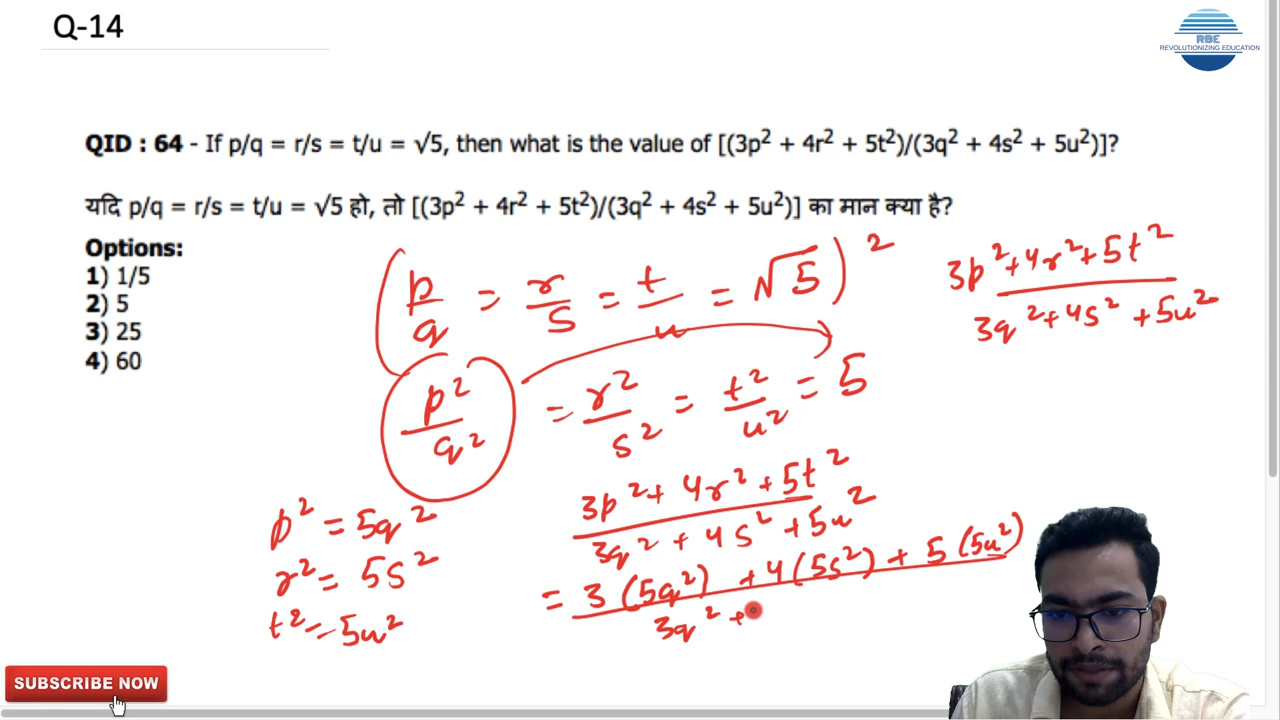 Q-14
RBE
REVOLUTIONIZING EDUCATION
QID : 64 - If p/q = r/s = t/u = √5, then what is the value of [(3p² + 4r² + 5t²)/(3q² + 4s² + 5u²)]?
यदि p/q = r/s = t/u = √5 हो, तो [(3p² + 4r² + 5t²)/(3q² + 4s² + 5u²)] का मान क्या है?
Options:
1) 1/5
2) 5
3) 25
4) 60
(p/q = r/s = t/u = √5)²
3p²+4r²+5t²
3q²+4s²+5u²
p²/q² = r²/s² = t²/u² = 5
p² = 5q²
r² = 5s²
t² = 5u²
3p²+4r²+5t²
3q²+4s²+5u²
= 3(5q²) + 4(5s²) + 5(5u²)
3q² +
SUBSCRIBE NOW